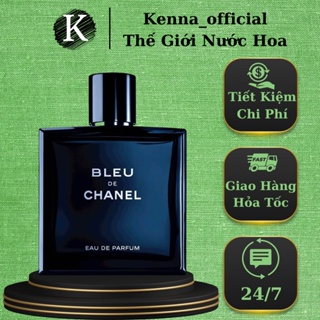 K
Kenna_official
Thế Giới Nước Hoa
BLEU
DE
CHANEL
EAU DE PARFUM
$
Tiết Kiệm
Chi Phí
FAST
Giao Hàng
Hỏa Tốc
24/7